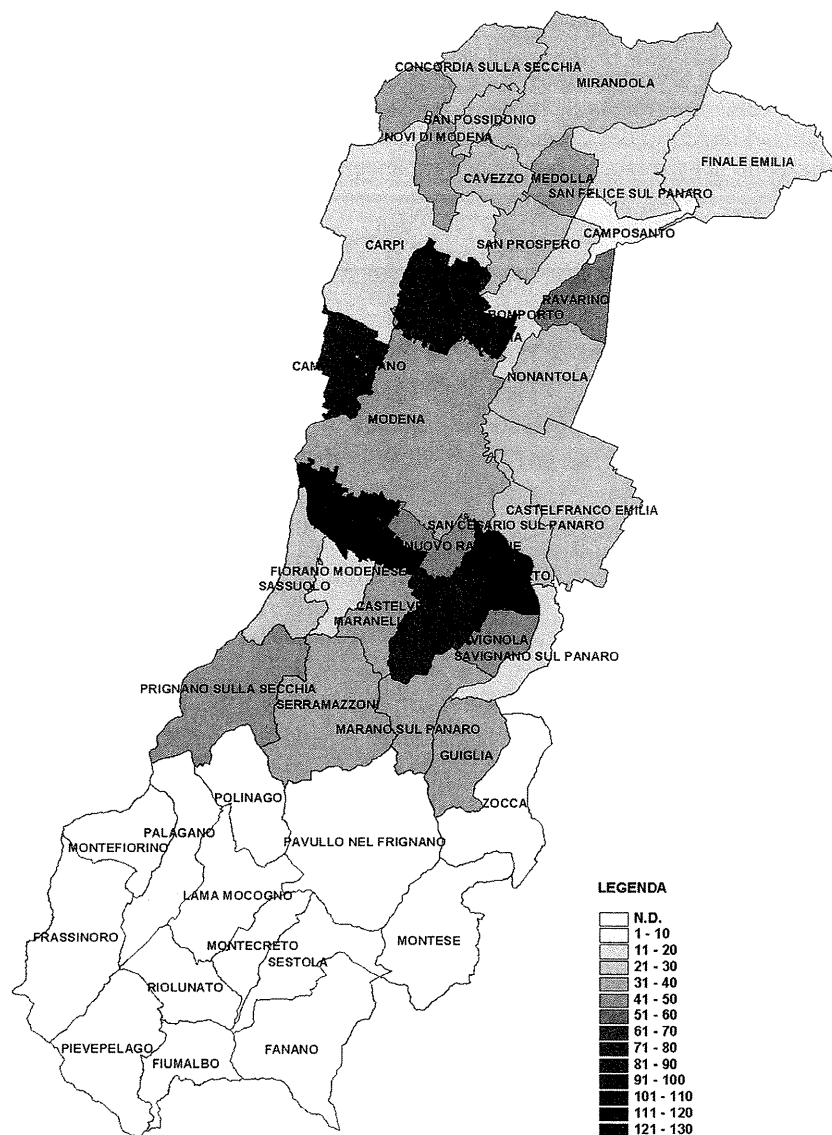 CONCORDIA SULLA SECCHIA
MIRANDOLA
SAN POSSIDONIO
NOVI DI MODENA
FINALE EMILIA
CAVEZZO
MEDOLLA
SAN FELICE SUL PANARO
CAMPOSANTO
CARPI
SAN PROSPERO
RAVARINO
BOMPORTO
NONANTOLA
MODENA
CASTELFRANCO EMILIA
SAN CESARIO SUL PANARO
FIORANO MODENESE
SASSUOLO
SAVIGNANO SUL PANARO
PRIGNANO SULLA SECCHIA
SERRAMAZZONI
MARANO SUL PANARO
GUIGLIA
ZOCCA
POLINAGO
PALAGANO
PAVULLO NEL FRIGNANO
MONTEFIORINO
LAMA MOCOGNO
FRASSINORO
MONTECRETO
MONTESE
SESTOLA
RIOLUNATO
PIEVEPELAGO
FANANO
FIUMALBO
LEGENDA
N.D.
1 - 10
11 - 20
21 - 30
31 - 40
41 - 50
51 - 60
61 - 70
71 - 80
81 - 90
91 - 100
101 - 110
111 - 120
121 - 130